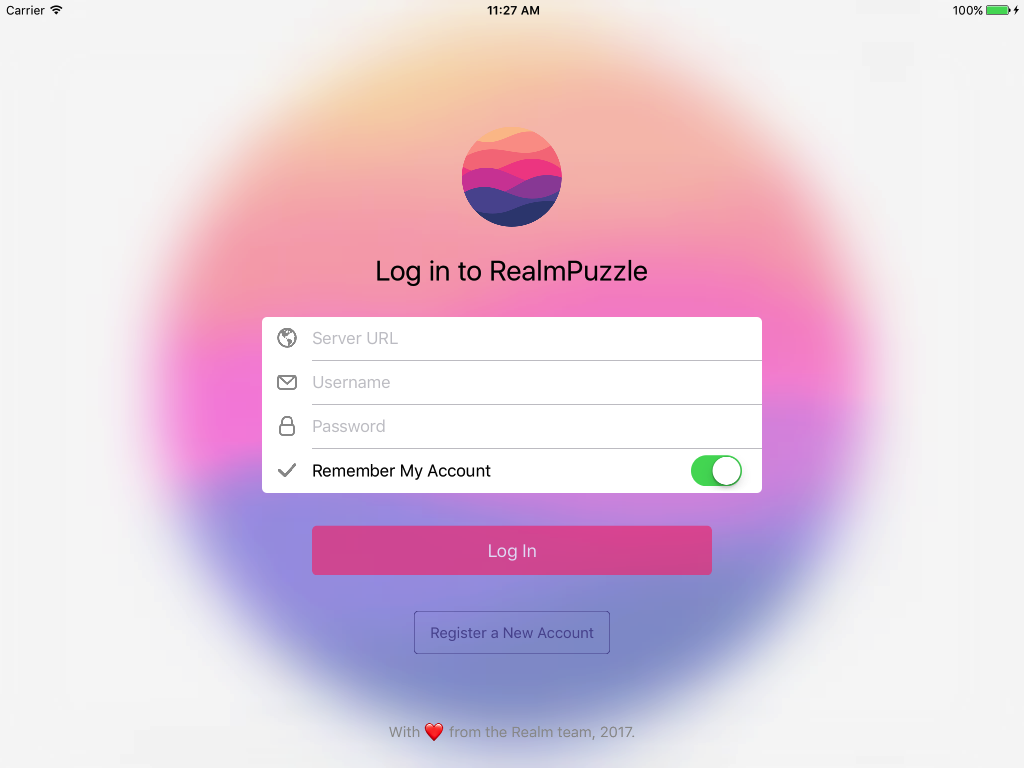 Carrier 11:27 AM 100%
Log in to RealmPuzzle
Server URL
Username
Password
Remember My Account
Log In
Register a New Account
With ❤️ from the Realm team, 2017.